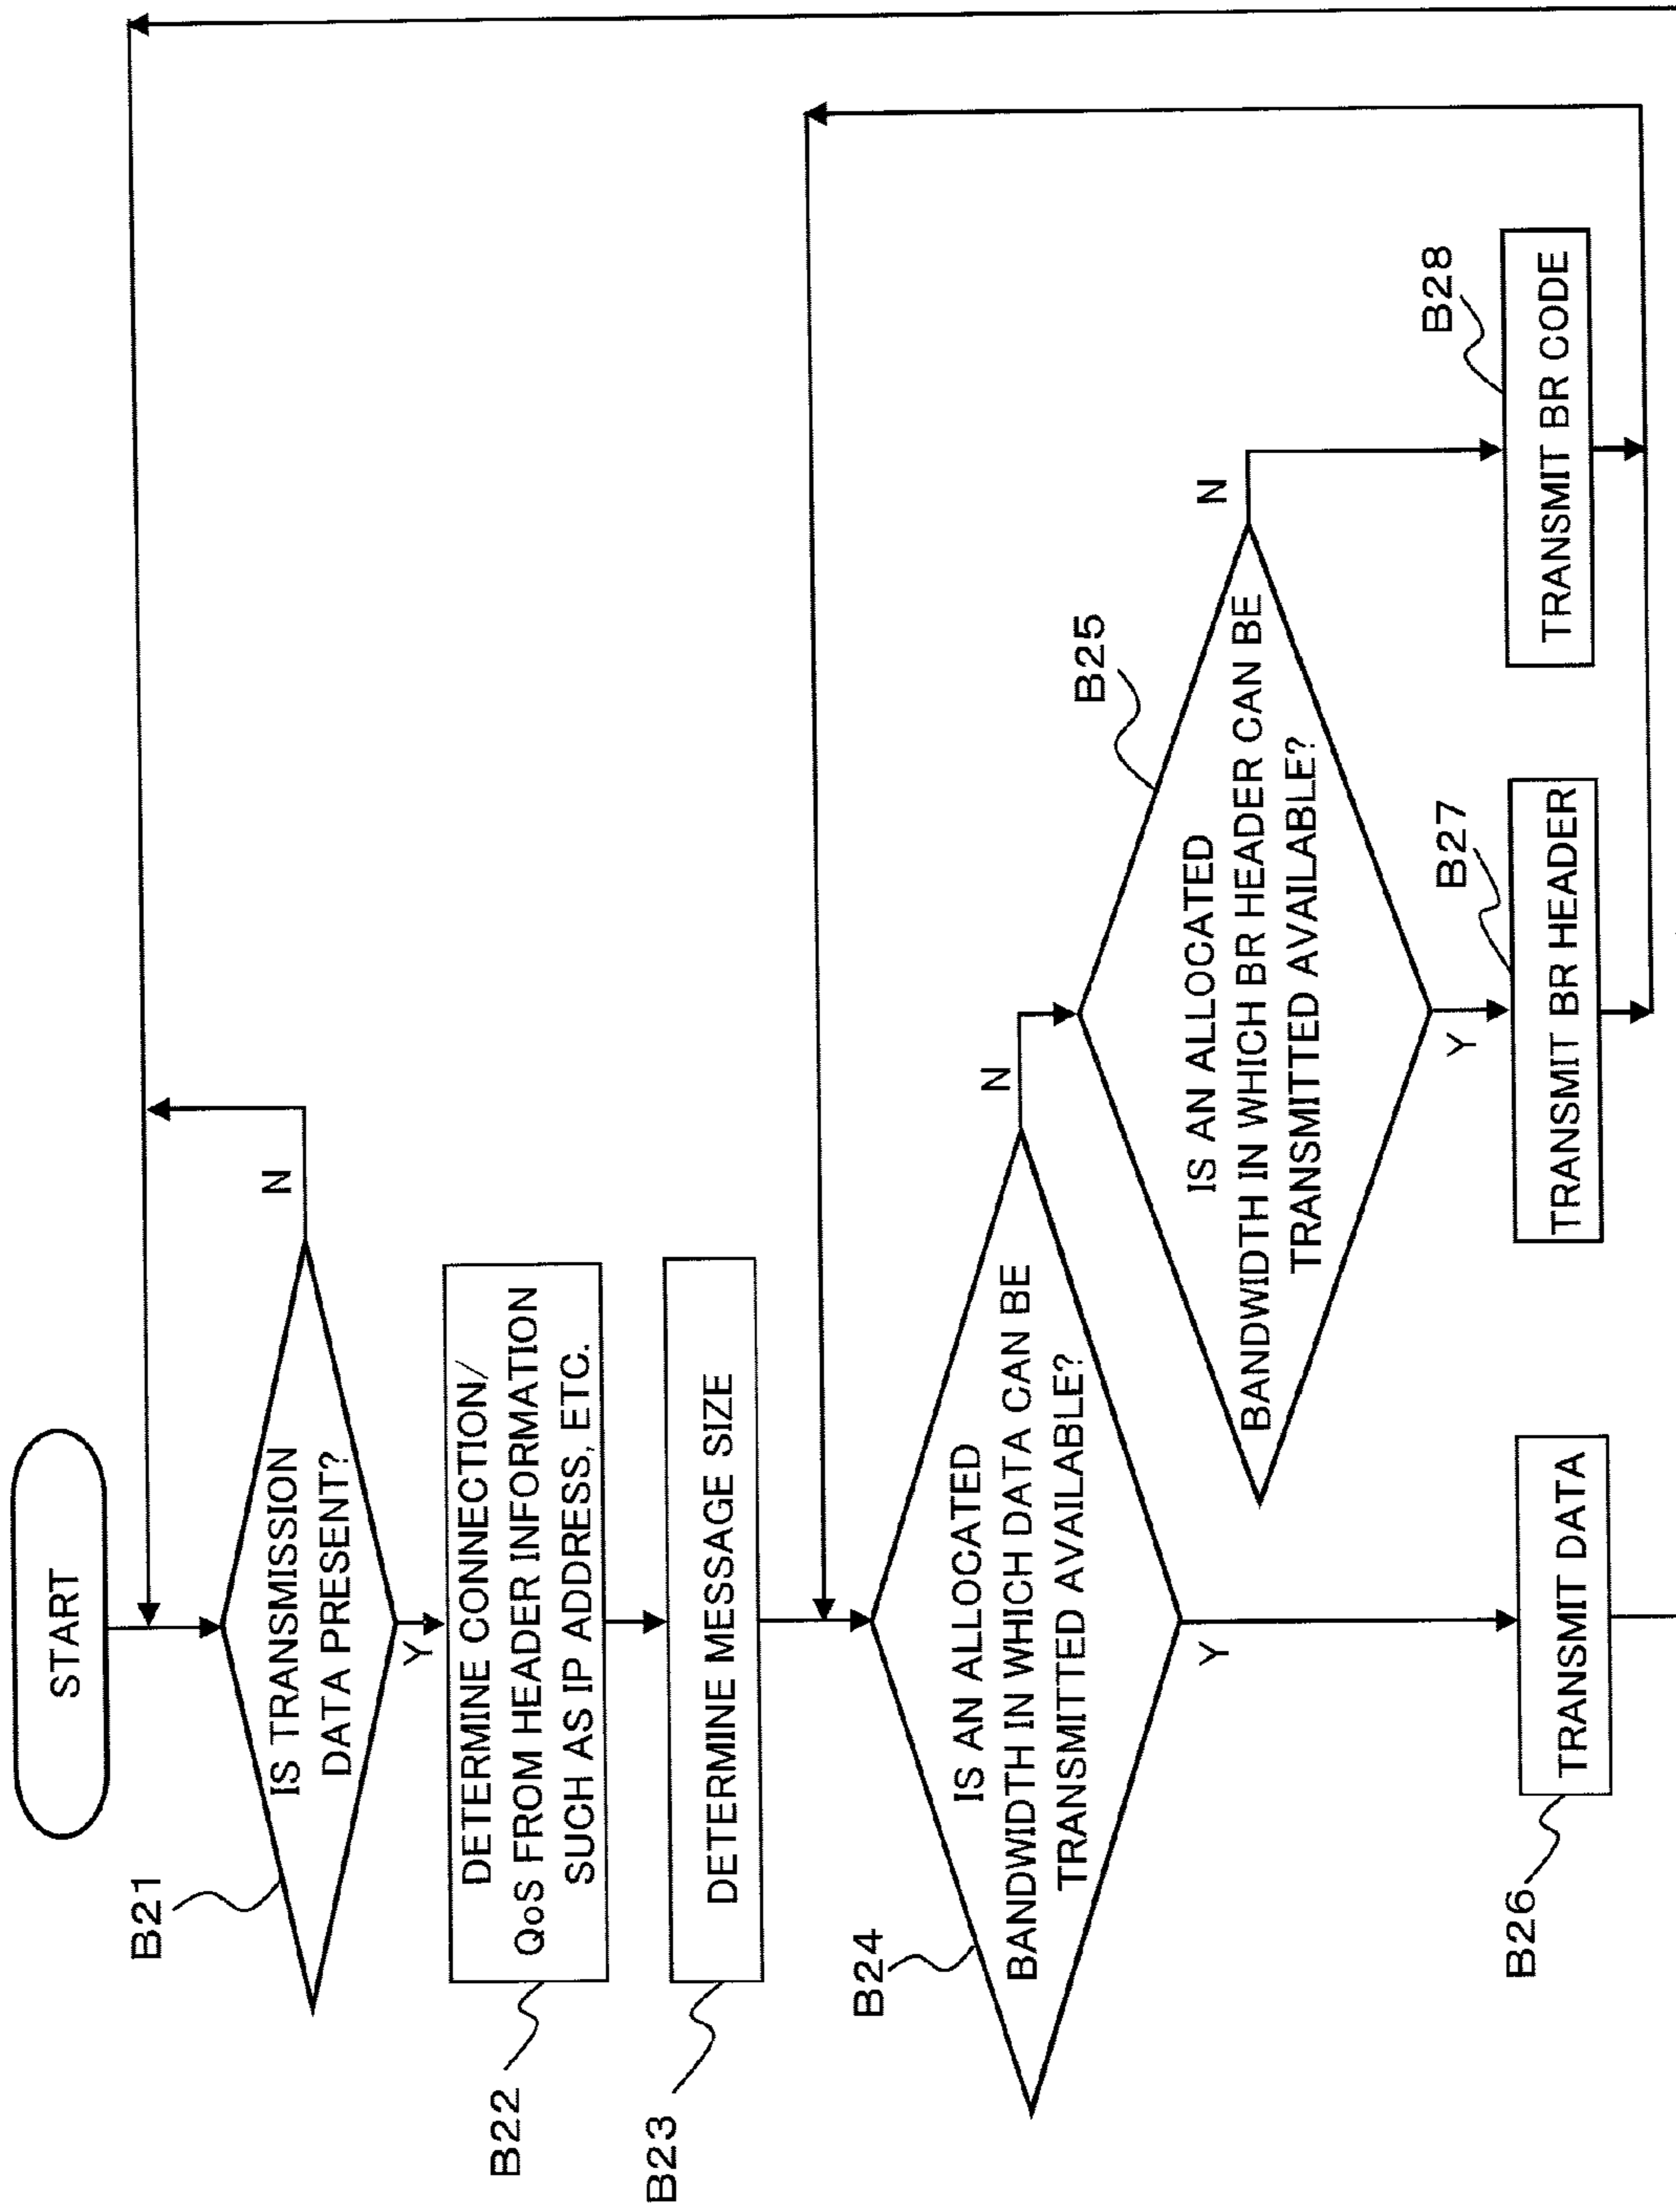 START
B21
IS TRANSMISSION
DATA PRESENT?
N
Y
B22
DETERMINE CONNECTION/
QoS FROM HEADER INFORMATION
SUCH AS IP ADDRESS, ETC.
B23
DETERMINE MESSAGE SIZE
B24
IS AN ALLOCATED
BANDWIDTH IN WHICH DATA CAN BE
TRANSMITTED AVAILABLE?
N
Y
B25
IS AN ALLOCATED
BANDWIDTH IN WHICH BR HEADER CAN BE
TRANSMITTED AVAILABLE?
N
Y
B26
TRANSMIT DATA
B27
TRANSMIT BR HEADER
B28
TRANSMIT BR CODE